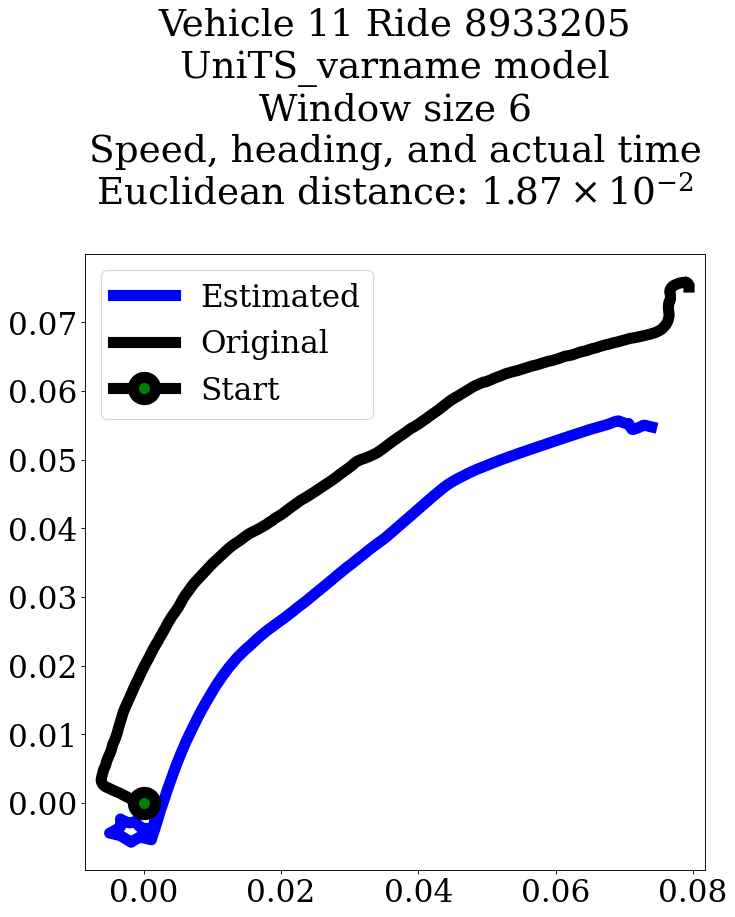 Vehicle 11 Ride 8933205
UniTS_varname model
Window size 6
Speed, heading, and actual time
Euclidean distance: 1.87 × 10⁻²
Estimated
Original
Start
0.07
0.06
0.05
0.04
0.03
0.02
0.01
0.00
0.00 0.02 0.04 0.06 0.08